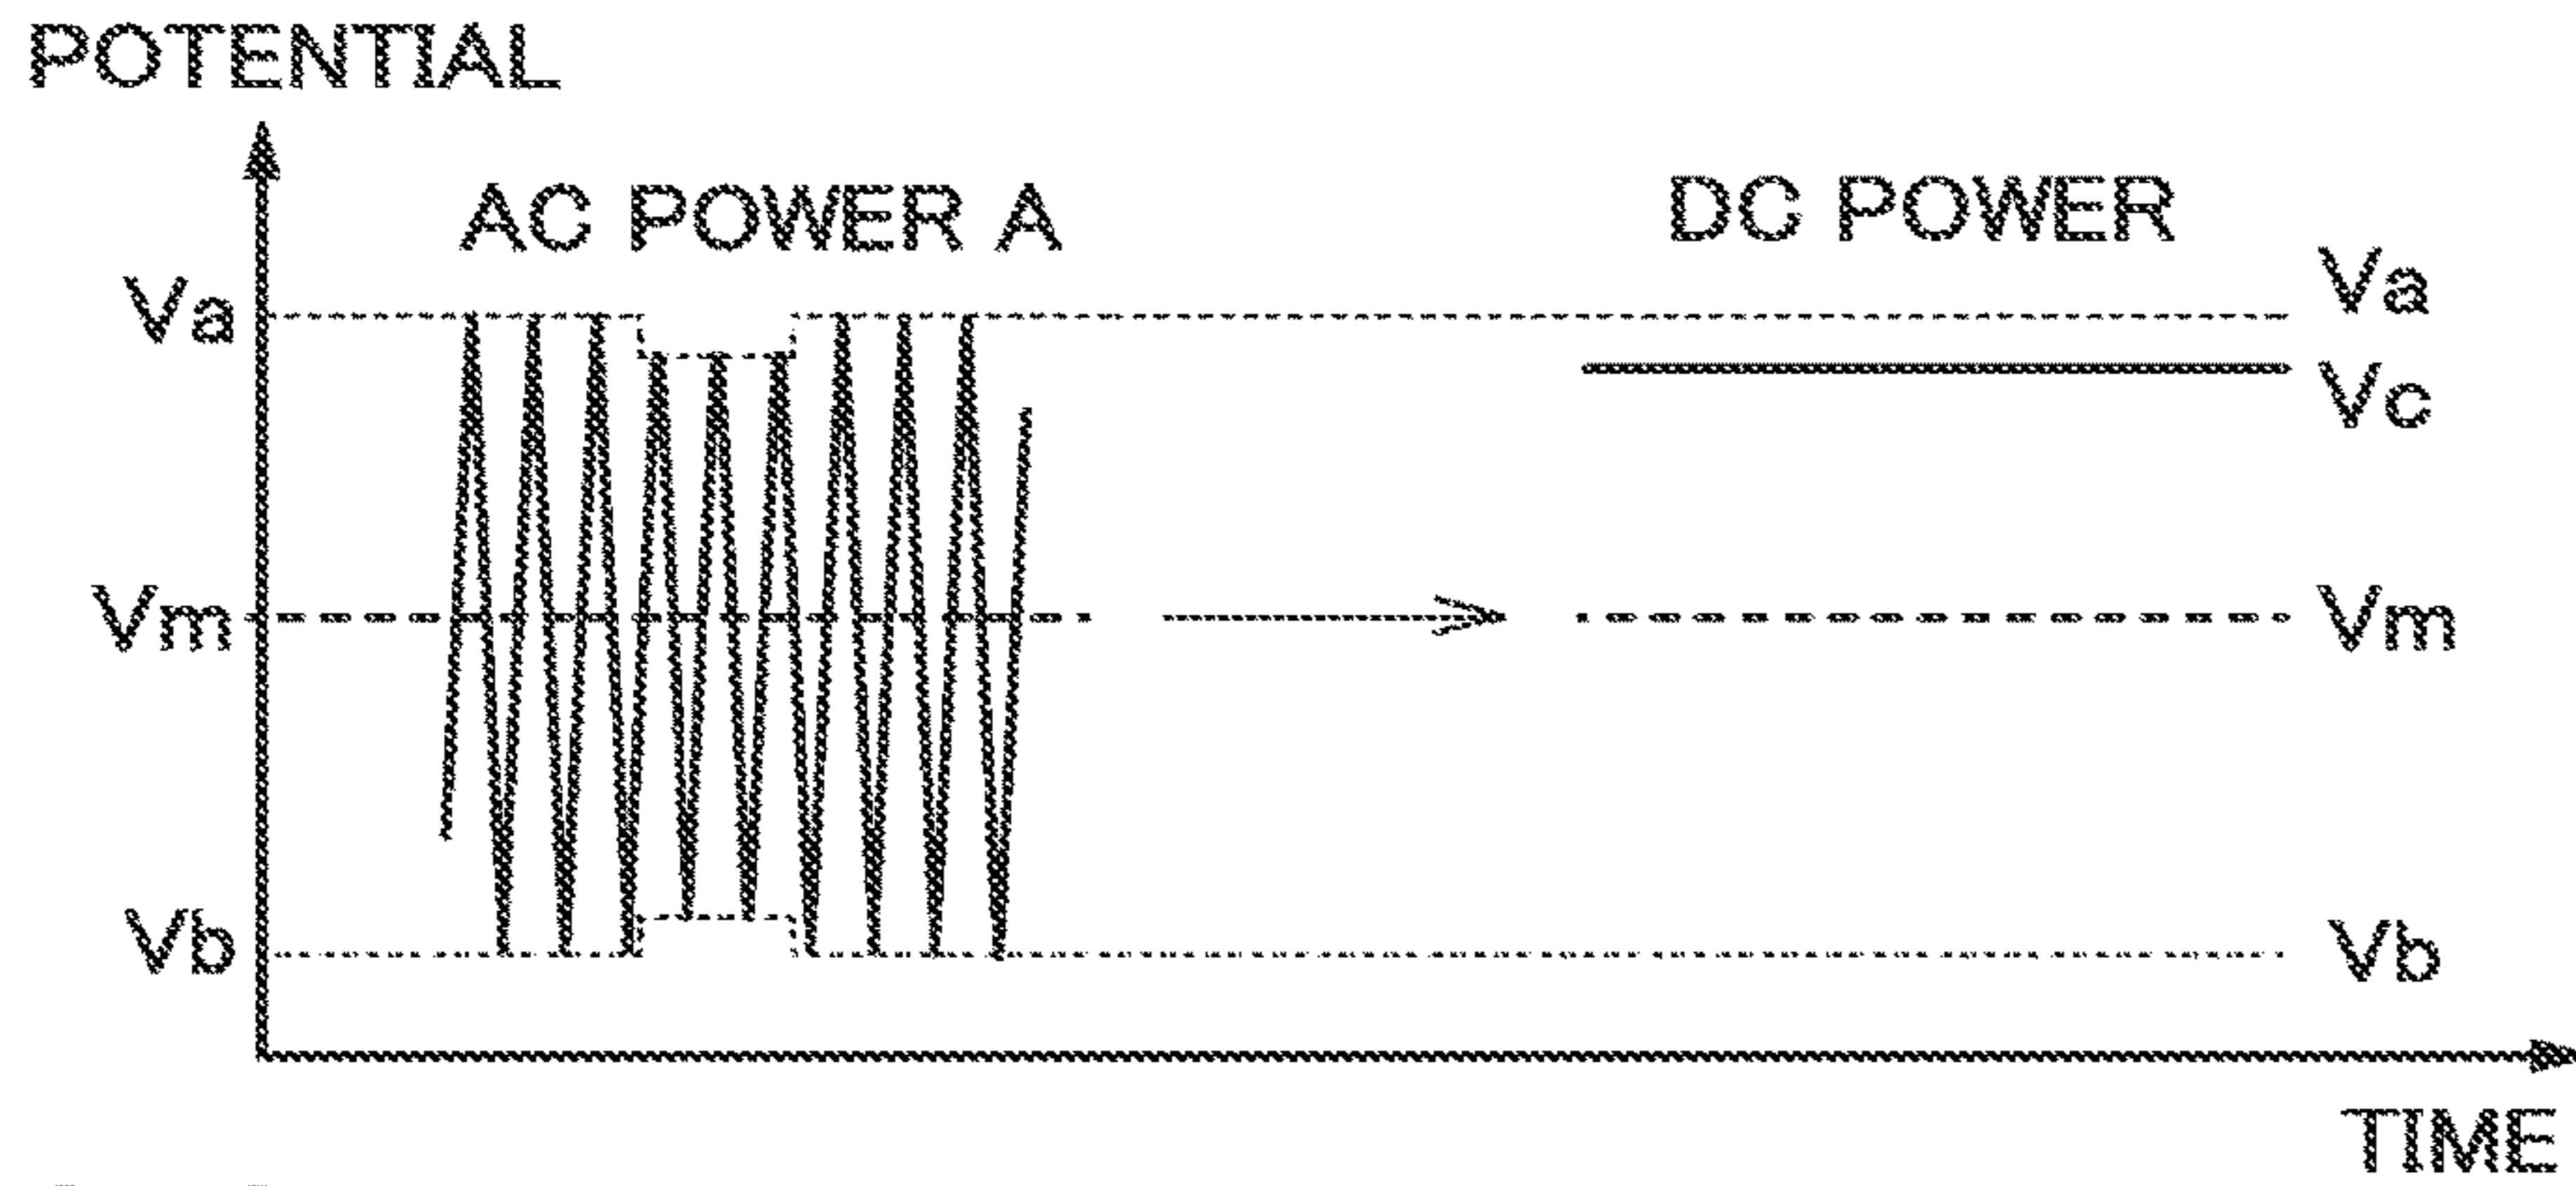 POTENTIAL
AC POWER A
DC POWER
Va
Va
Vc
Vm
Vm
Vb
Vb
TIME